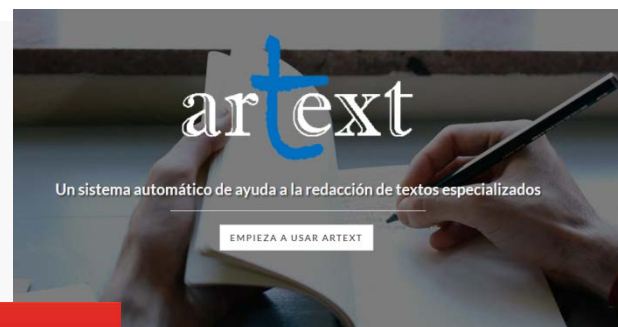 artext
Un sistema automático de ayuda a la redacción de textos especializados
EMPIEZA A USAR ARTEXT